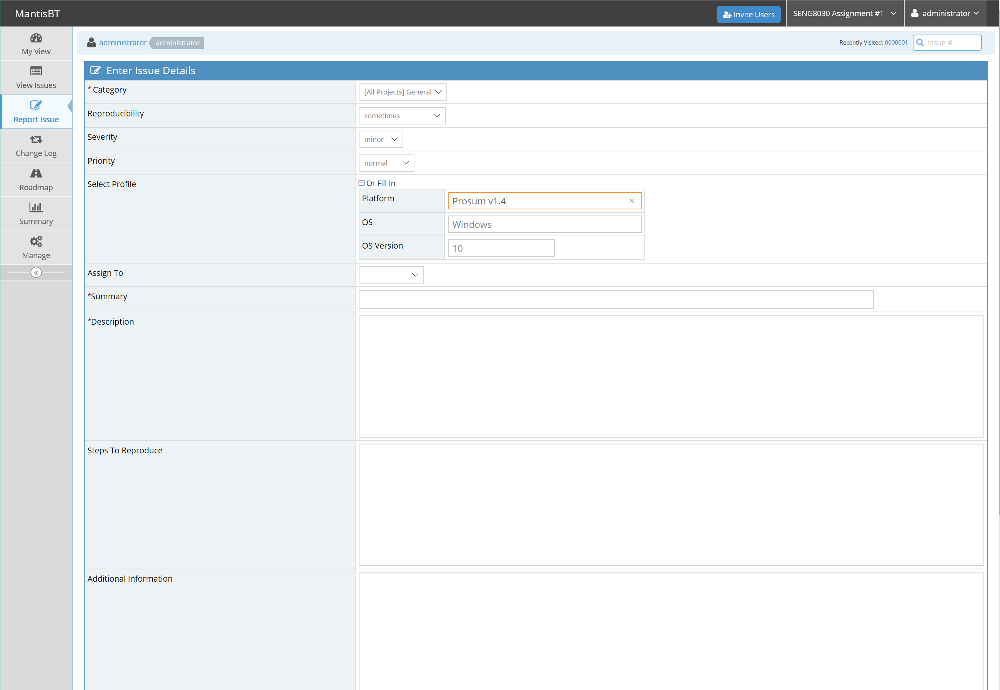 MantisBT
Invite Users
SENG8030 Assignment #1
administrator
My View
View Issues
Report Issue
Change Log
Roadmap
Summary
Manage
administrator administrator
Recently Visited: 0000001
Issue #
Enter Issue Details
* Category
[All Projects] General
Reproducibility
sometimes
Severity
minor
Priority
normal
Select Profile
Or Fill In
Platform
Prosum v1.4
OS
Windows
OS Version
10
Assign To
*Summary
*Description
Steps To Reproduce
Additional Information